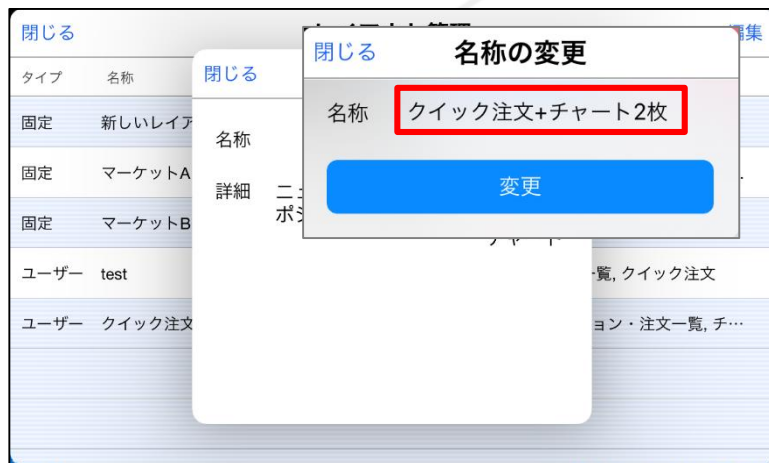 閉じる
編集
タイプ 名称
固定 新しいレイア
固定 マーケットA
固定 マーケットB
ユーザー test 覧, クイック注文
ユーザー クイック注文 ョン・注文一覧, チ…
閉じる
名称
詳細
閉じる 名称の変更
名称 クイック注文+チャート2枚
変更